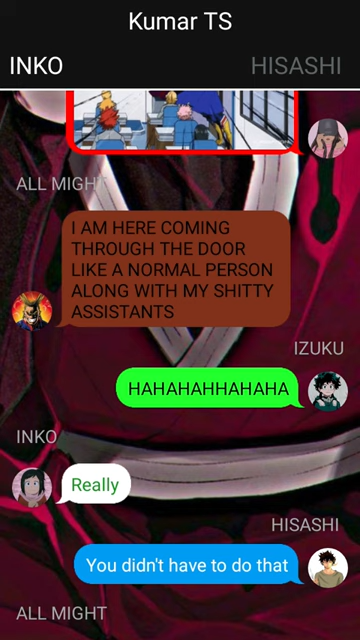 Kumar TS
INKO HISASHI
ALL MIGHT
I AM HERE COMING
THROUGH THE DOOR
LIKE A NORMAL PERSON
ALONG WITH MY SHITTY
ASSISTANTS
IZUKU
HAHAHAHHAHAHA
INKO
Really
HISASHI
You didn't have to do that
ALL MIGHT